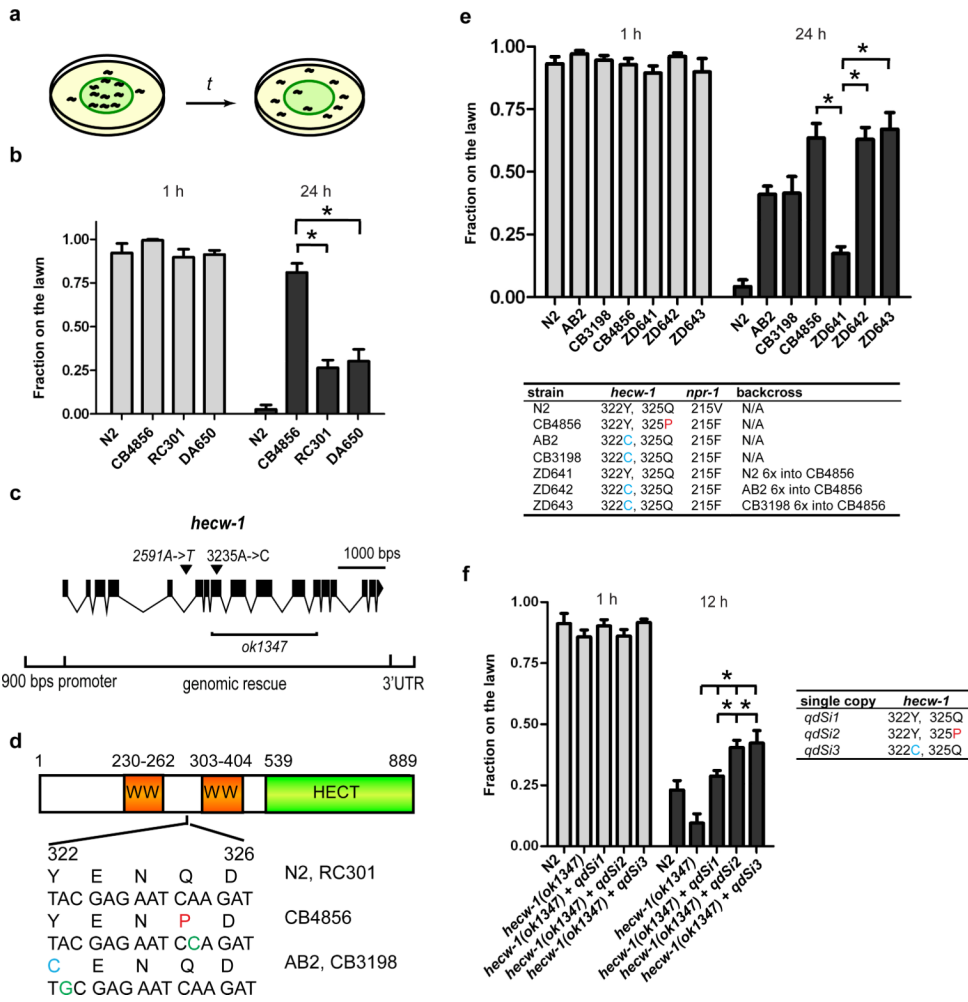 a
t
b
1 h
24 h
*
*
Fraction on the lawn
1.00
0.75
0.50
0.25
0.00
N2
CB4856
RC301
DA650
N2
CB4856
RC301
DA650
c
hecw-1
2591A->T
3235A->C
1000 bps
ok1347
900 bps promoter
genomic rescue
3'UTR
d
1
230-262
303-404
539
889
WW
WW
HECT
322
326
Y E N Q D
N2, RC301
TAC GAG AAT CAA GAT
Y E N P D
CB4856
TAC GAG AAT CCA GAT
C E N Q D
AB2, CB3198
TGC GAG AAT CAA GAT
e
1 h
24 h
*
*
*
Fraction on the lawn
1.00
0.75
0.50
0.25
0.00
N2
AB2
CB3198
CB4856
ZD641
ZD642
ZD643
N2
AB2
CB3198
CB4856
ZD641
ZD642
ZD643
strain hecw-1 npr-1 backcross
N2 322Y, 325Q 215V N/A
CB4856 322Y, 325P 215F N/A
AB2 322C, 325Q 215F N/A
CB3198 322C, 325Q 215F N/A
ZD641 322Y, 325Q 215F N2 6x into CB4856
ZD642 322C, 325Q 215F AB2 6x into CB4856
ZD643 322C, 325Q 215F CB3198 6x into CB4856
f
1 h
12 h
*
* *
Fraction on the lawn
1.00
0.75
0.50
0.25
0.00
N2
hecw-1(ok1347)
hecw-1(ok1347) + qdSi1
hecw-1(ok1347) + qdSi2
hecw-1(ok1347) + qdSi3
N2
hecw-1(ok1347)
hecw-1(ok1347) + qdSi1
hecw-1(ok1347) + qdSi2
hecw-1(ok1347) + qdSi3
single copy hecw-1
qdSi1 322Y, 325Q
qdSi2 322Y, 325P
qdSi3 322C, 325Q